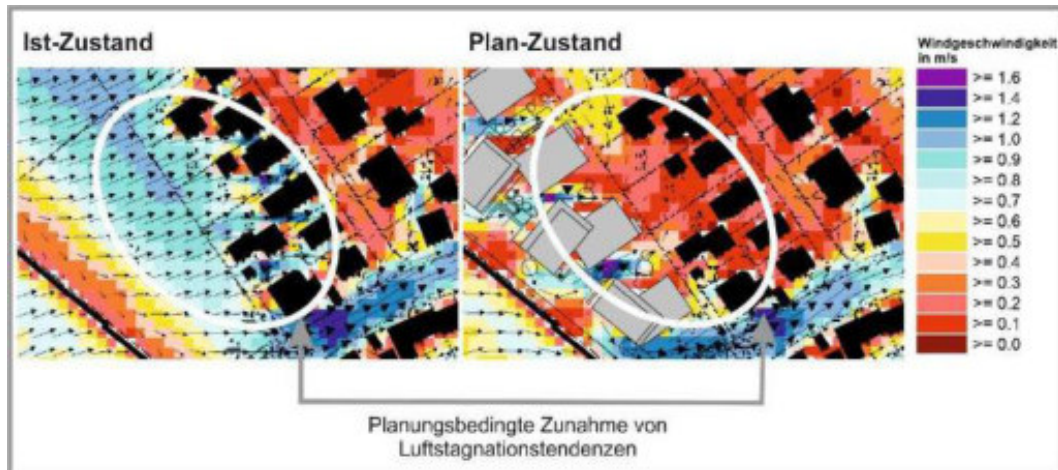 Ist-Zustand
Plan-Zustand
Windgeschwindigkeit
in m/s
>= 1.6
>= 1.4
>= 1.2
>= 1.0
>= 0.9
>= 0.8
>= 0.7
>= 0.6
>= 0.5
>= 0.4
>= 0.3
>= 0.2
>= 0.1
>= 0.0
Planungsbedingte Zunahme von
Luftstagnationstendenzen